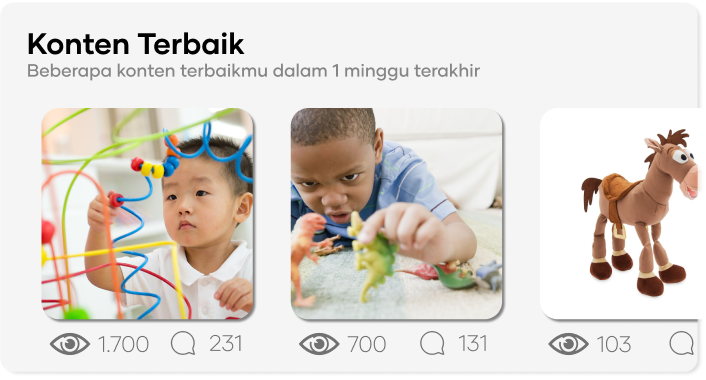 Konten Terbaik
Beberapa konten terbaikmu dalam 1 minggu terakhir
1.700 231 700 131 103